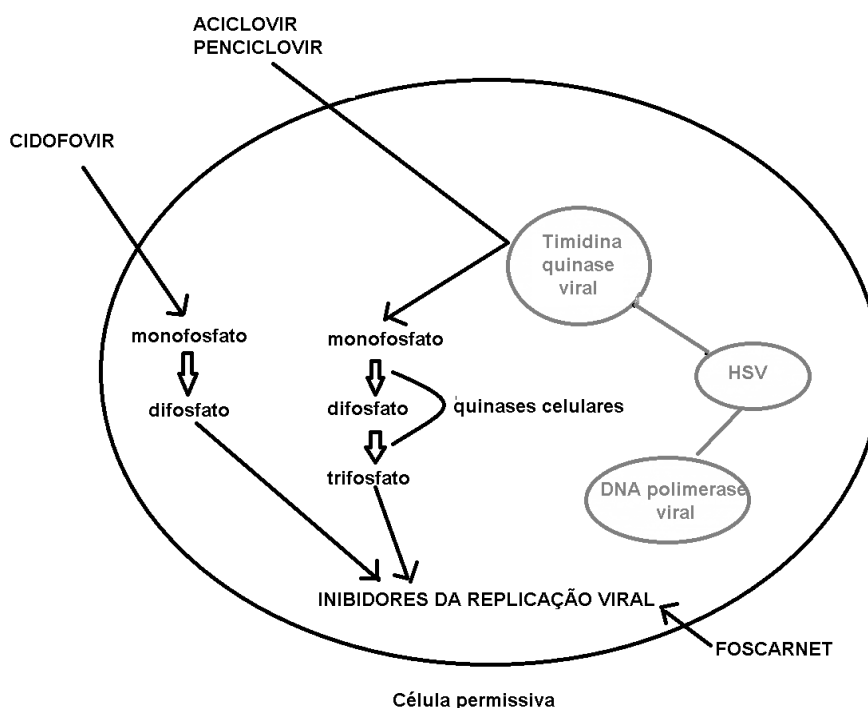 ACICLOVIR
PENCICLOVIR
CIDOFOVIR
Timidina
quinase
viral
monofosfato
monofosfato
HSV
difosfato
difosfato
quinases celulares
trifosfato
DNA polimerase
viral
INIBIDORES DA REPLICAÇÃO VIRAL
FOSCARNET
Célula permissiva